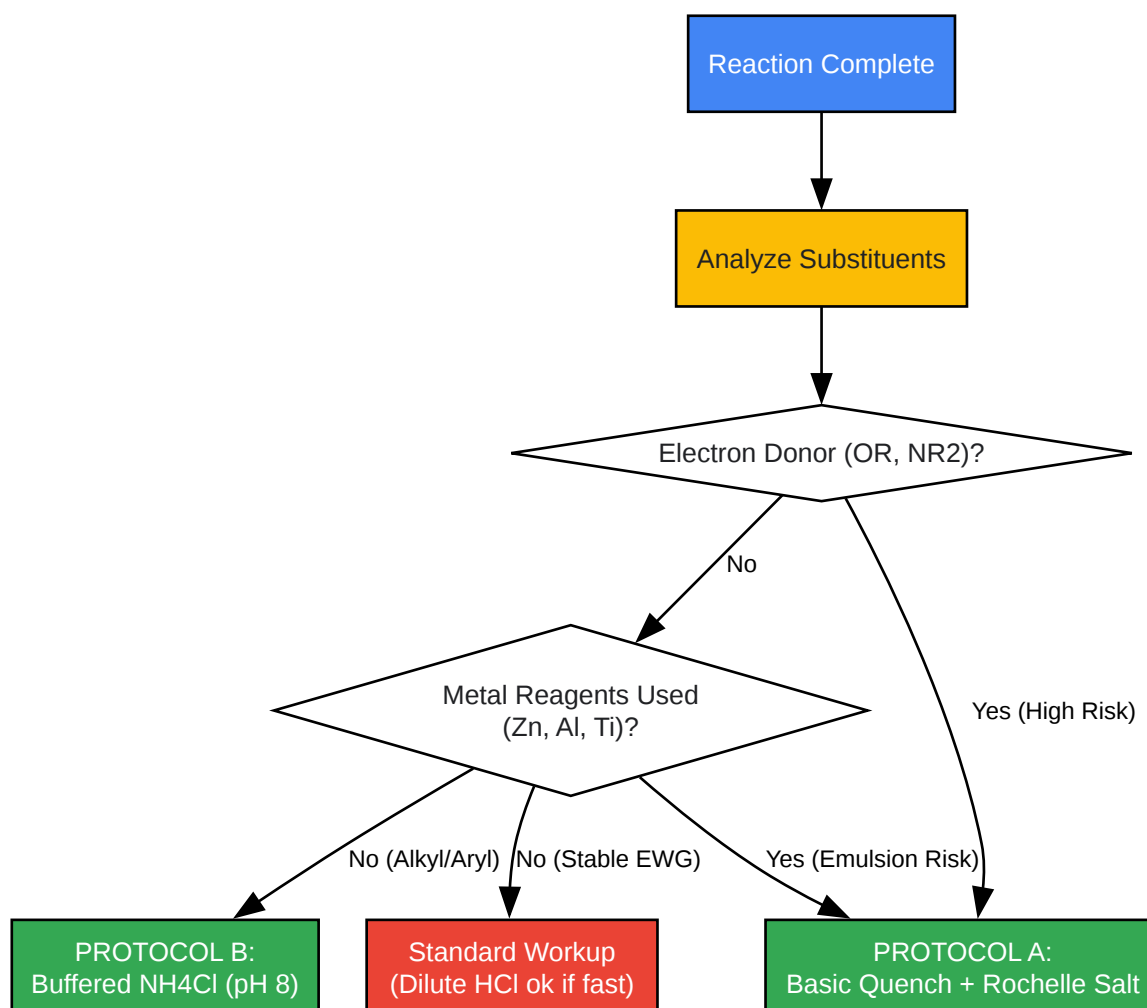 Reaction Complete
Analyze Substituents
Electron Donor (OR, NR2)?
No
Metal Reagents Used
(Zn, Al, Ti)?
Yes (High Risk)
No (Alkyl/Aryl)
No (Stable EWG)
Yes (Emulsion Risk)
PROTOCOL B:
Buffered NH4Cl (pH 8)
Standard Workup
(Dilute HCl ok if fast)
PROTOCOL A:
Basic Quench + Rochelle Salt